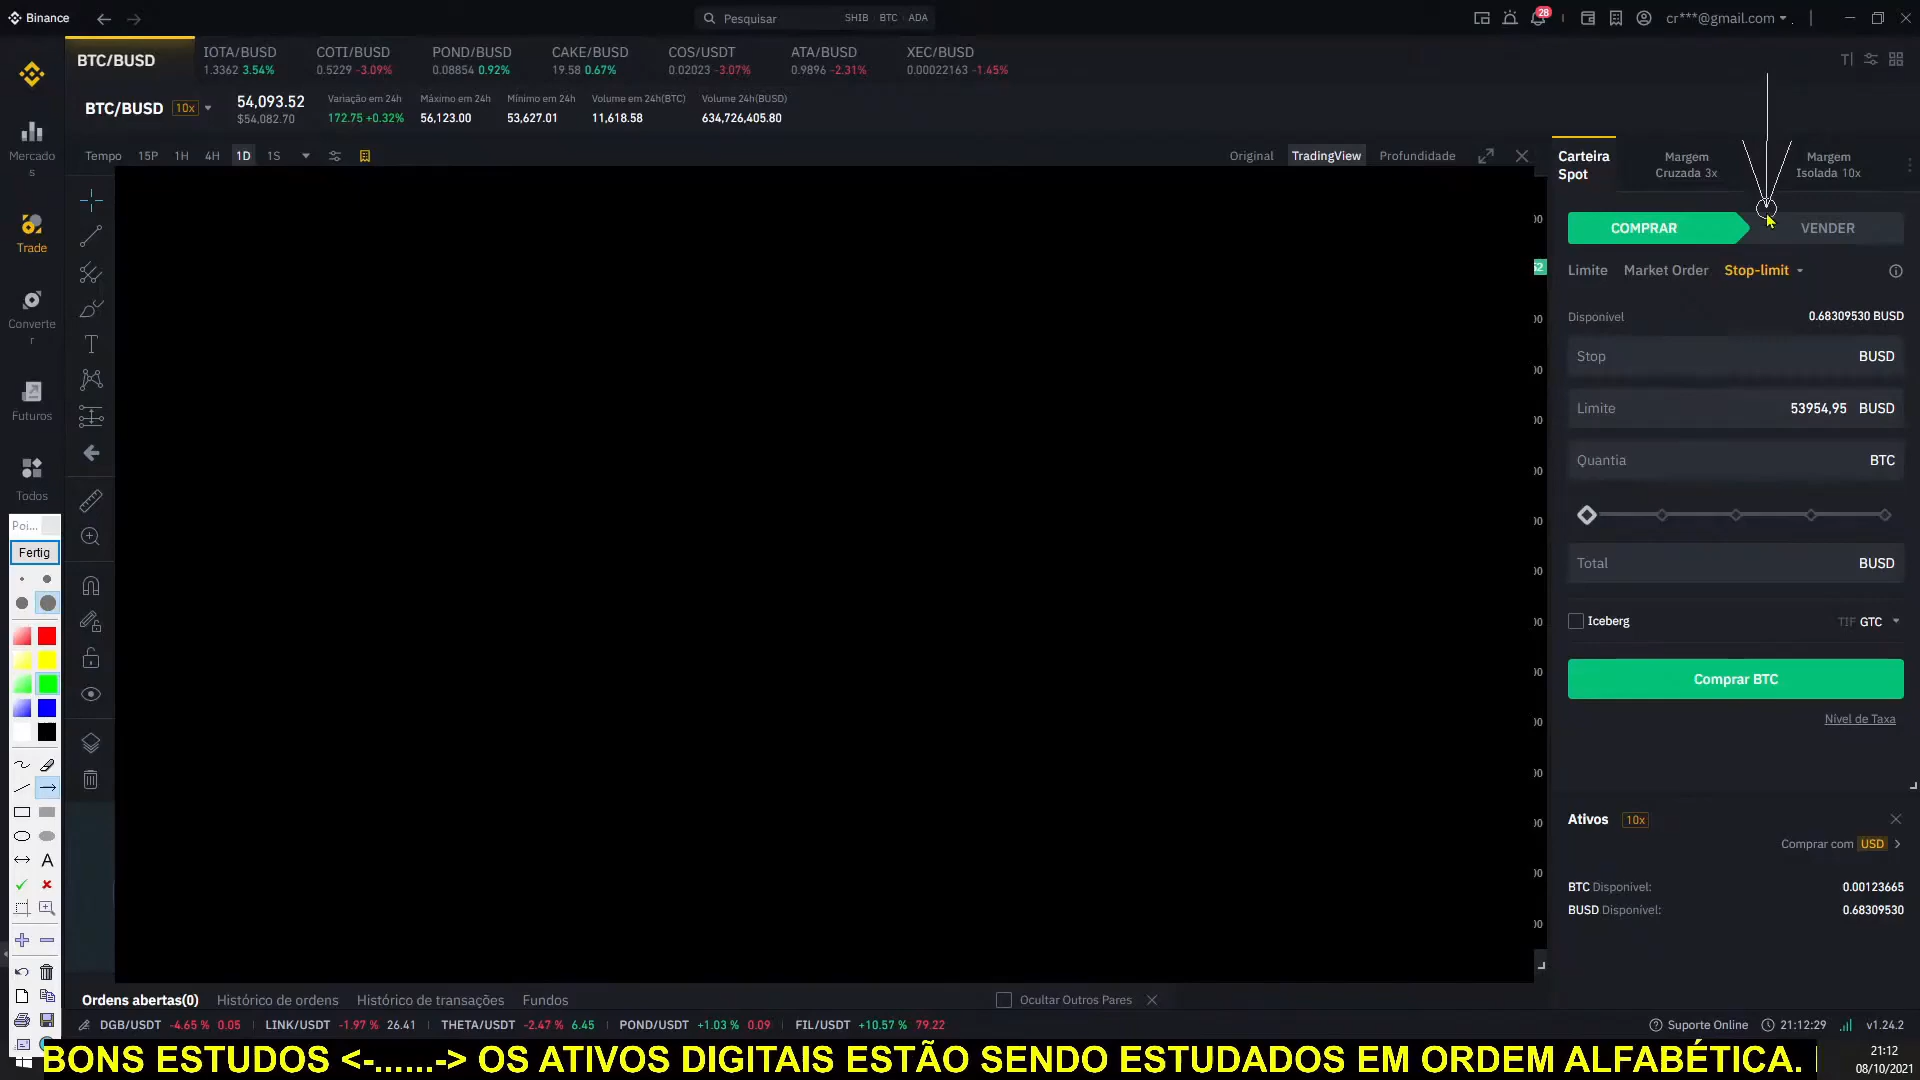 Binance
Pesquisar SHIB BTC ADA
28
cr***@gmail.com
BTC/BUSD
IOTA/BUSD
1.3362 3.54%
COTI/BUSD
0.5229 -3.09%
POND/BUSD
0.08854 0.92%
CAKE/BUSD
19.58 0.67%
COS/USDT
0.02023 -3.07%
ATA/BUSD
0.9896 -2.31%
XEC/BUSD
0.00022163 -1.45%
BTC/BUSD 10x
54,093.52
$54,082.70
Variação em 24h
172.75 +0.32%
Máximo em 24h
56,123.00
Mínimo em 24h
53,627.01
Volume em 24h(BTC)
11,618.58
Volume 24h(BUSD)
634,726,405.80
Mercado
s
Trade
Converte
r
Futuros
Todos
Tempo 15P 1H 4H 1D 1S
Original TradingView Profundidade
Carteira
Spot
Margem
Cruzada 3x
Margem
Isolada 10x
COMPRAR VENDER
Limite Market Order Stop-limit
Disponível 0.68309530 BUSD
Stop BUSD
Limite 53954,95 BUSD
Quantia BTC
Total BUSD
Iceberg TIF GTC
Comprar BTC
Nível de Taxa
Ativos 10x
Comprar com USD
BTC Disponível: 0.00123665
BUSD Disponível: 0.68309530
Poi...
Fertig
A
Ordens abertas(0) Histórico de ordens Histórico de transações Fundos
Ocultar Outros Pares
DGB/USDT -4.65 % 0.05 LINK/USDT -1.97 % 26.41 THETA/USDT -2.47 % 6.45 POND/USDT +1.03 % 0.09 FIL/USDT +10.57 % 79.22
Suporte Online 21:12:29 v1.24.2
BONS ESTUDOS <-......-> OS ATIVOS DIGITAIS ESTÃO SENDO ESTUDADOS EM ORDEM ALFABÉTICA.
21:12
08/10/2021